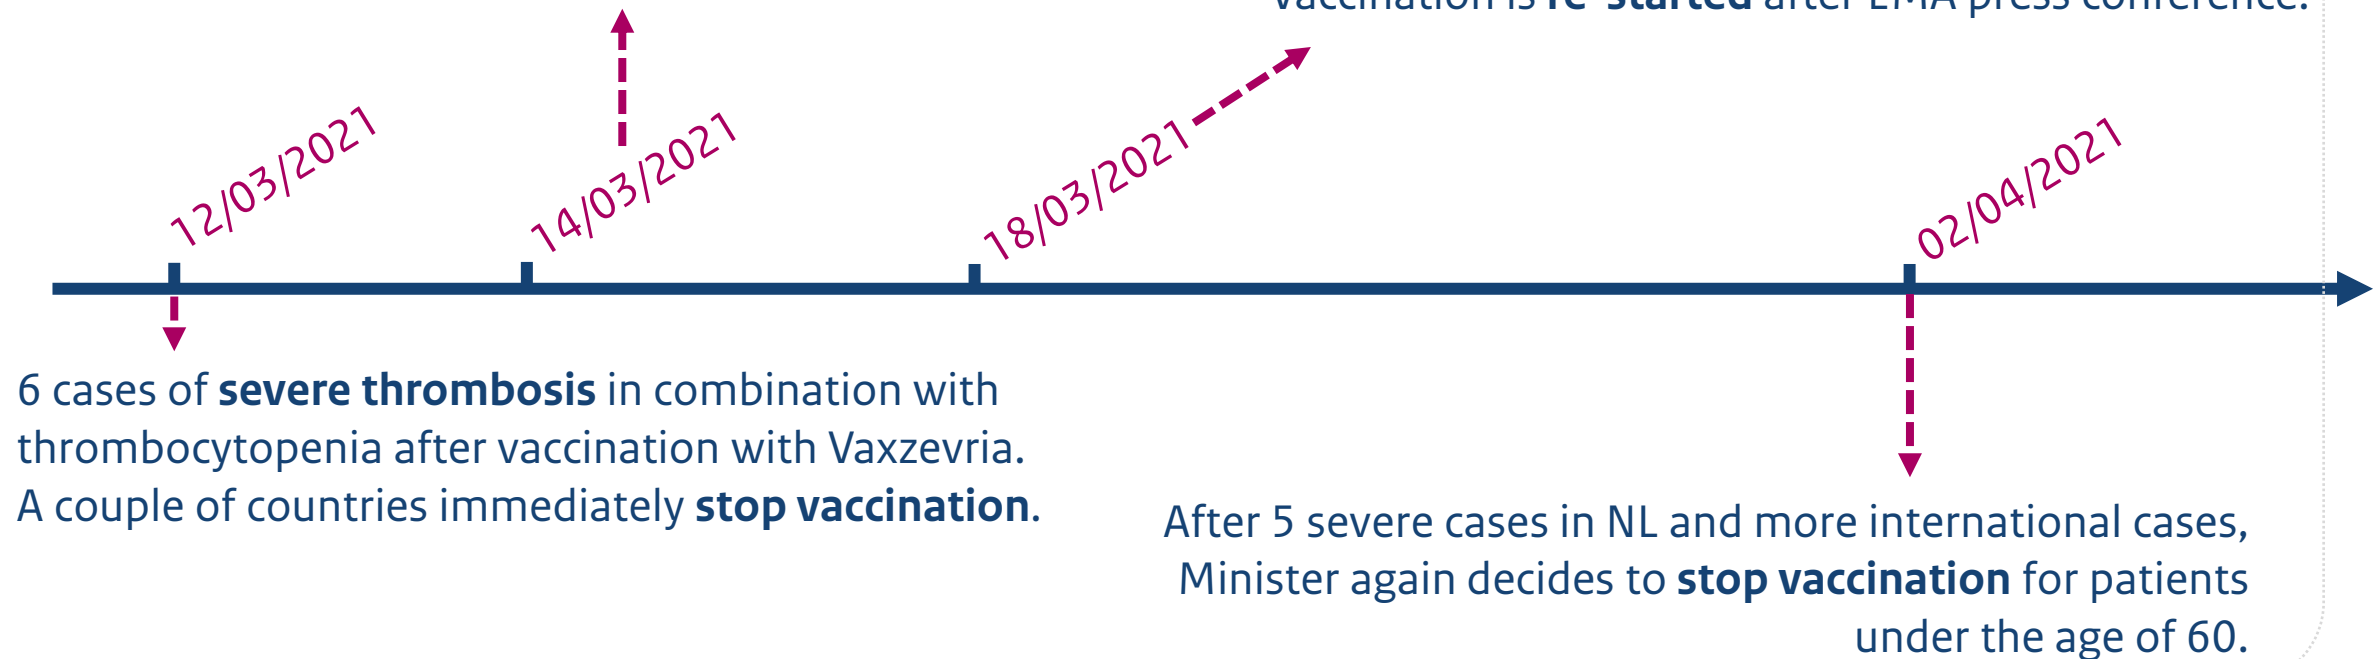 vaccination is re-started after EMA press conference.
12/03/2021
14/03/2021
18/03/2021
02/04/2021
6 cases of severe thrombosis in combination with
thrombocytopenia after vaccination with Vaxzevria.
A couple of countries immediately stop vaccination.
After 5 severe cases in NL and more international cases,
Minister again decides to stop vaccination for patients
under the age of 60.